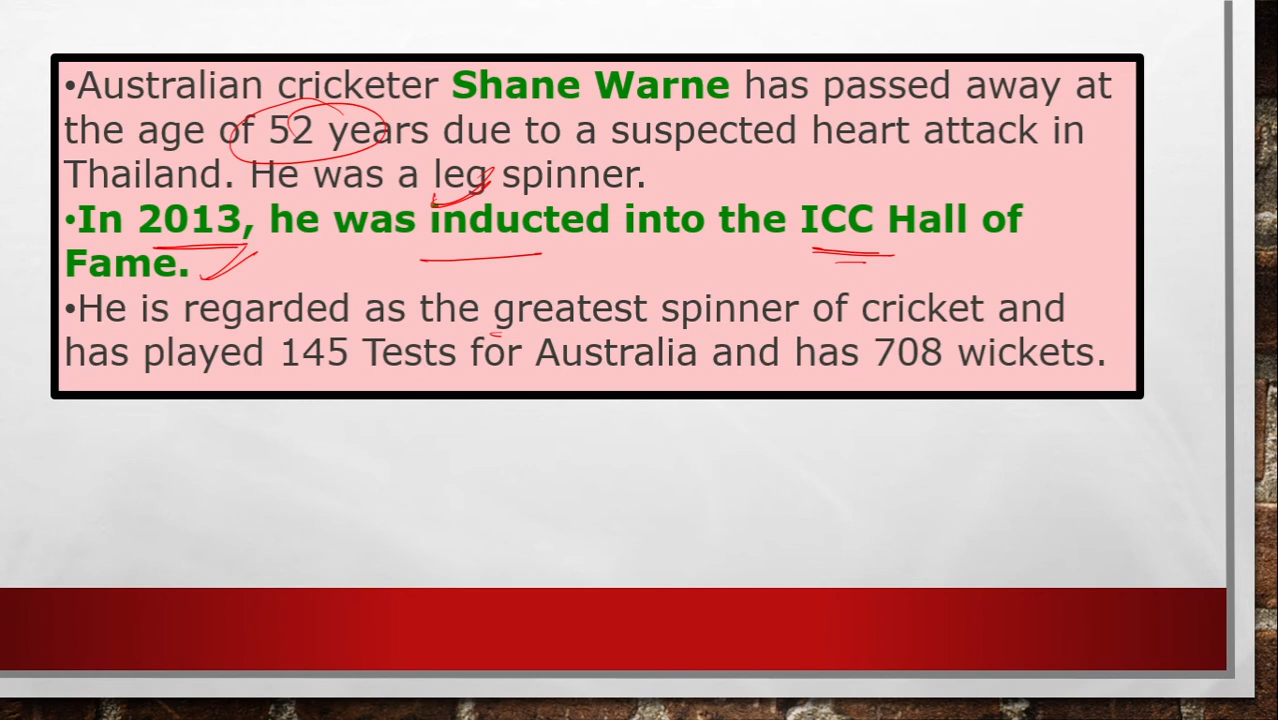 •Australian cricketer Shane Warne has passed away at
the age of 52 years due to a suspected heart attack in
Thailand. He was a leg spinner.
•In 2013, he was inducted into the ICC Hall of
Fame.
•He is regarded as the greatest spinner of cricket and
has played 145 Tests for Australia and has 708 wickets.